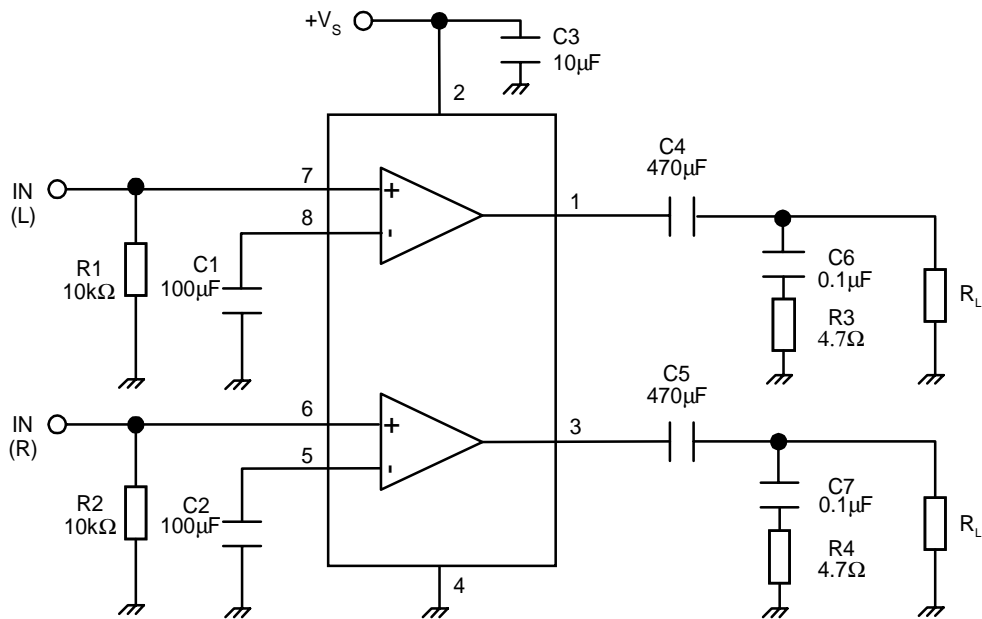 +VS
C3
10µF
2
C4
470µF
IN
(L)
7
1
8
R1
10kΩ
C1
100µF
C6
0.1µF
R3
4.7Ω
RL
C5
470µF
IN
(R)
6
3
5
R2
10kΩ
C2
100µF
C7
0.1µF
R4
4.7Ω
RL
4
+
-
+
-